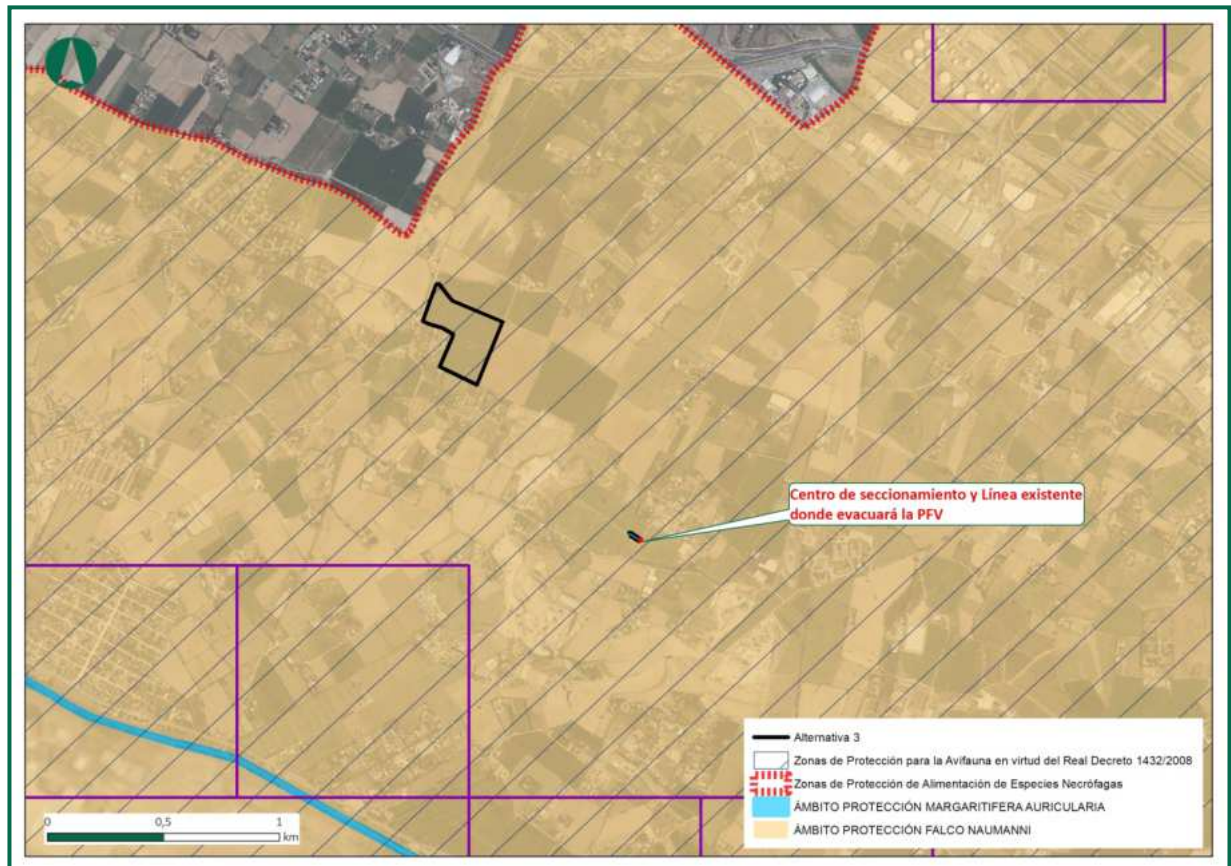 Centro de seccionamiento y Línea existente
donde evacuará la PFV
Alternativa 3
Zonas de Protección para la Avifauna en virtud del Real Decreto 1432/2008
Zonas de Protección de Alimentación de Especies Necrófagas
ÁMBITO PROTECCIÓN MARGARITIFERA AURICULARIA
ÁMBITO PROTECCIÓN FALCO NAUMANNI
0 0,5 1
km